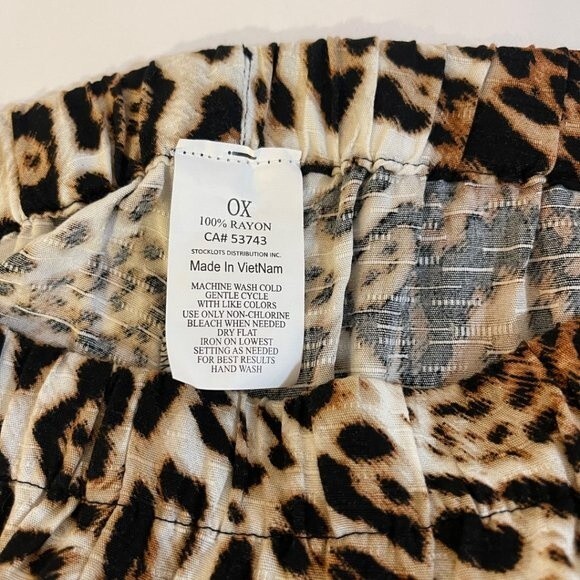 OX
100% RAYON
CA# 53743
STOCKLOTS DISTRIBUTION INC.
Made In VietNam
MACHINE WASH COLD
GENTLE CYCLE
WITH LIKE COLORS
USE ONLY NON-CHLORINE
BLEACH WHEN NEEDED
DRY FLAT
IRON ON LOWEST
SETTING AS NEEDED
FOR BEST RESULTS
HAND WASH